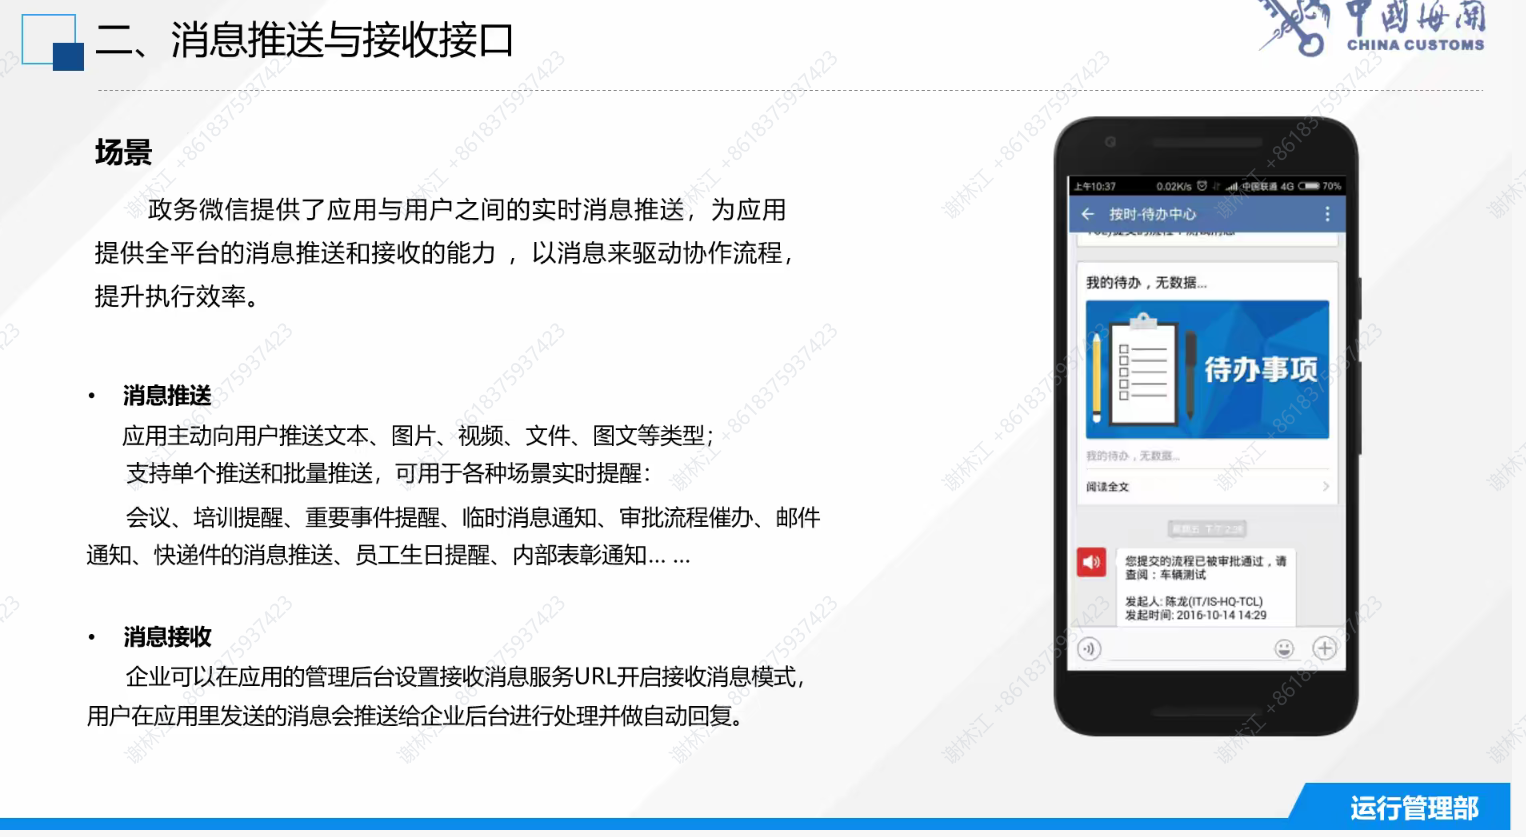 二、消息推送与接收接口
中國海關
CHINA CUSTOMS
场景
政务微信提供了应用与用户之间的实时消息推送，为应用
提供全平台的消息推送和接收的能力 ，以消息来驱动协作流程，
提升执行效率。
• 消息推送
应用主动向用户推送文本、图片、视频、文件、图文等类型；
支持单个推送和批量推送，可用于各种场景实时提醒：
会议、培训提醒、重要事件提醒、临时消息通知、审批流程催办、邮件
通知、快递件的消息推送、员工生日提醒、内部表彰通知... ...
• 消息接收
企业可以在应用的管理后台设置接收消息服务URL开启接收消息模式，
用户在应用里发送的消息会推送给企业后台进行处理并做自动回复。
上午10:37 0.02K/s 中国联通 4G 70%
按时-待办中心
我的待办，无数据...
待办事项
我的待办，无数据...
阅读全文
星期五 下午2:38
您提交的流程已被审批通过，请
查阅：车辆测试
发起人: 陈龙(IT/IS-HQ-TCL)
发起时间: 2016-10-14 14:29
运行管理部
谢林江 +8618375937423